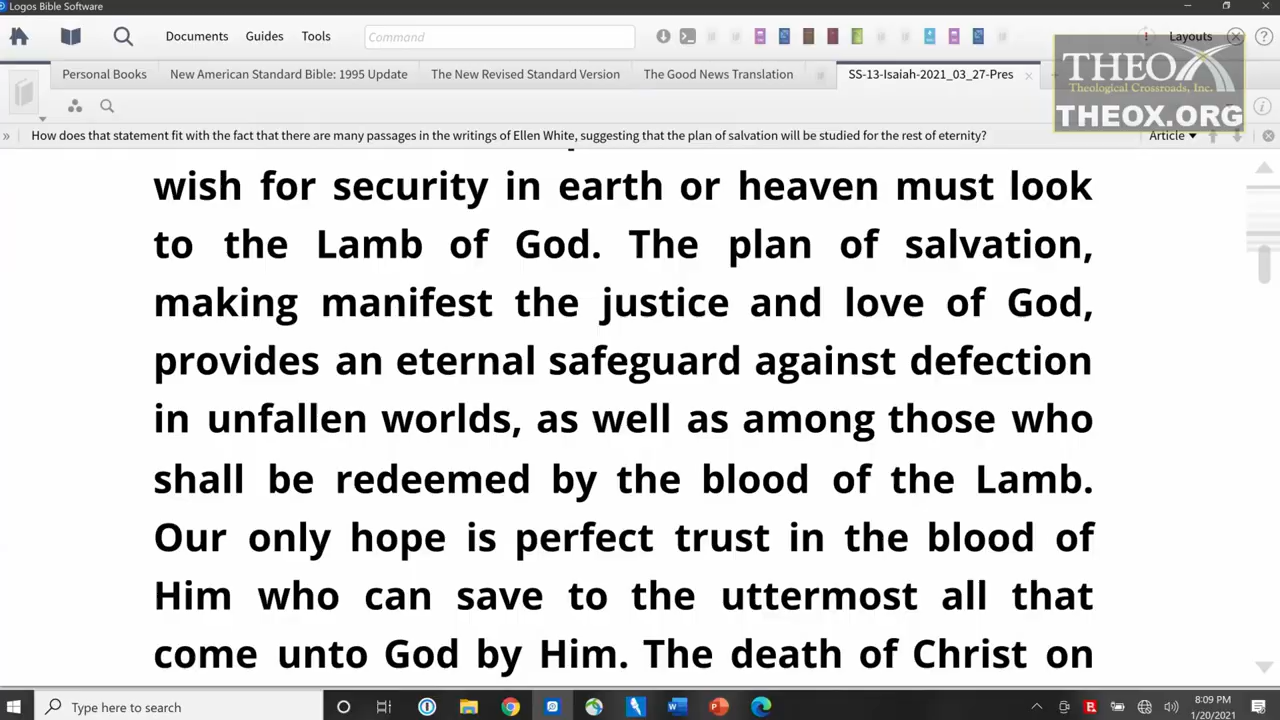 Logos Bible Software
Documents Guides Tools Command Layouts
Personal Books New American Standard Bible: 1995 Update The New Revised Standard Version The Good News Translation SS-13-Isaiah-2021_03_27-Pres
THEOX
Theological Crossroads, Inc.
THEOX.ORG
How does that statement fit with the fact that there are many passages in the writings of Ellen White, suggesting that the plan of salvation will be studied for the rest of eternity? Article
wish for security in earth or heaven must look
to the Lamb of God. The plan of salvation,
making manifest the justice and love of God,
provides an eternal safeguard against defection
in unfallen worlds, as well as among those who
shall be redeemed by the blood of the Lamb.
Our only hope is perfect trust in the blood of
Him who can save to the uttermost all that
come unto God by Him. The death of Christ on
Type here to search
8:09 PM
1/20/2021